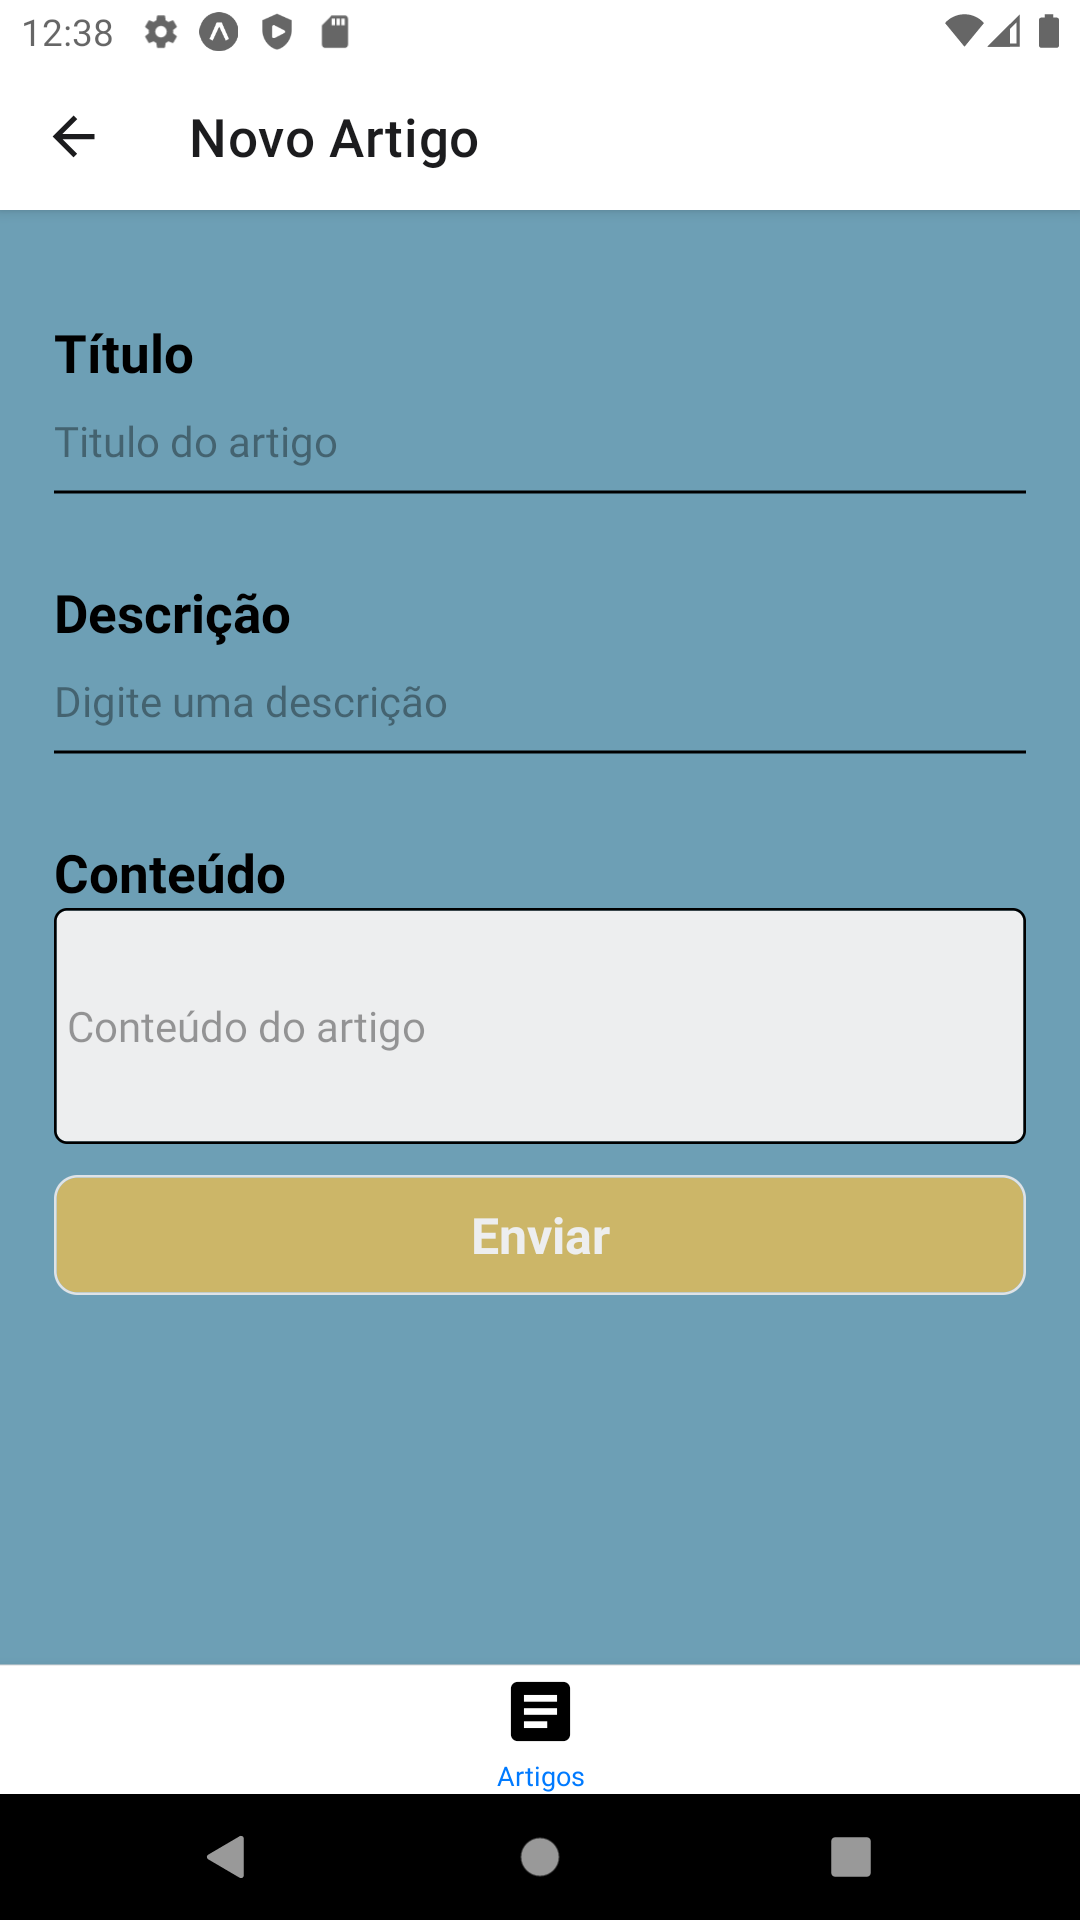 12:38
Novo Artigo
Título
Titulo do artigo
Descrição
Digite uma descrição
Conteúdo
Conteúdo do artigo
Enviar
Artigos